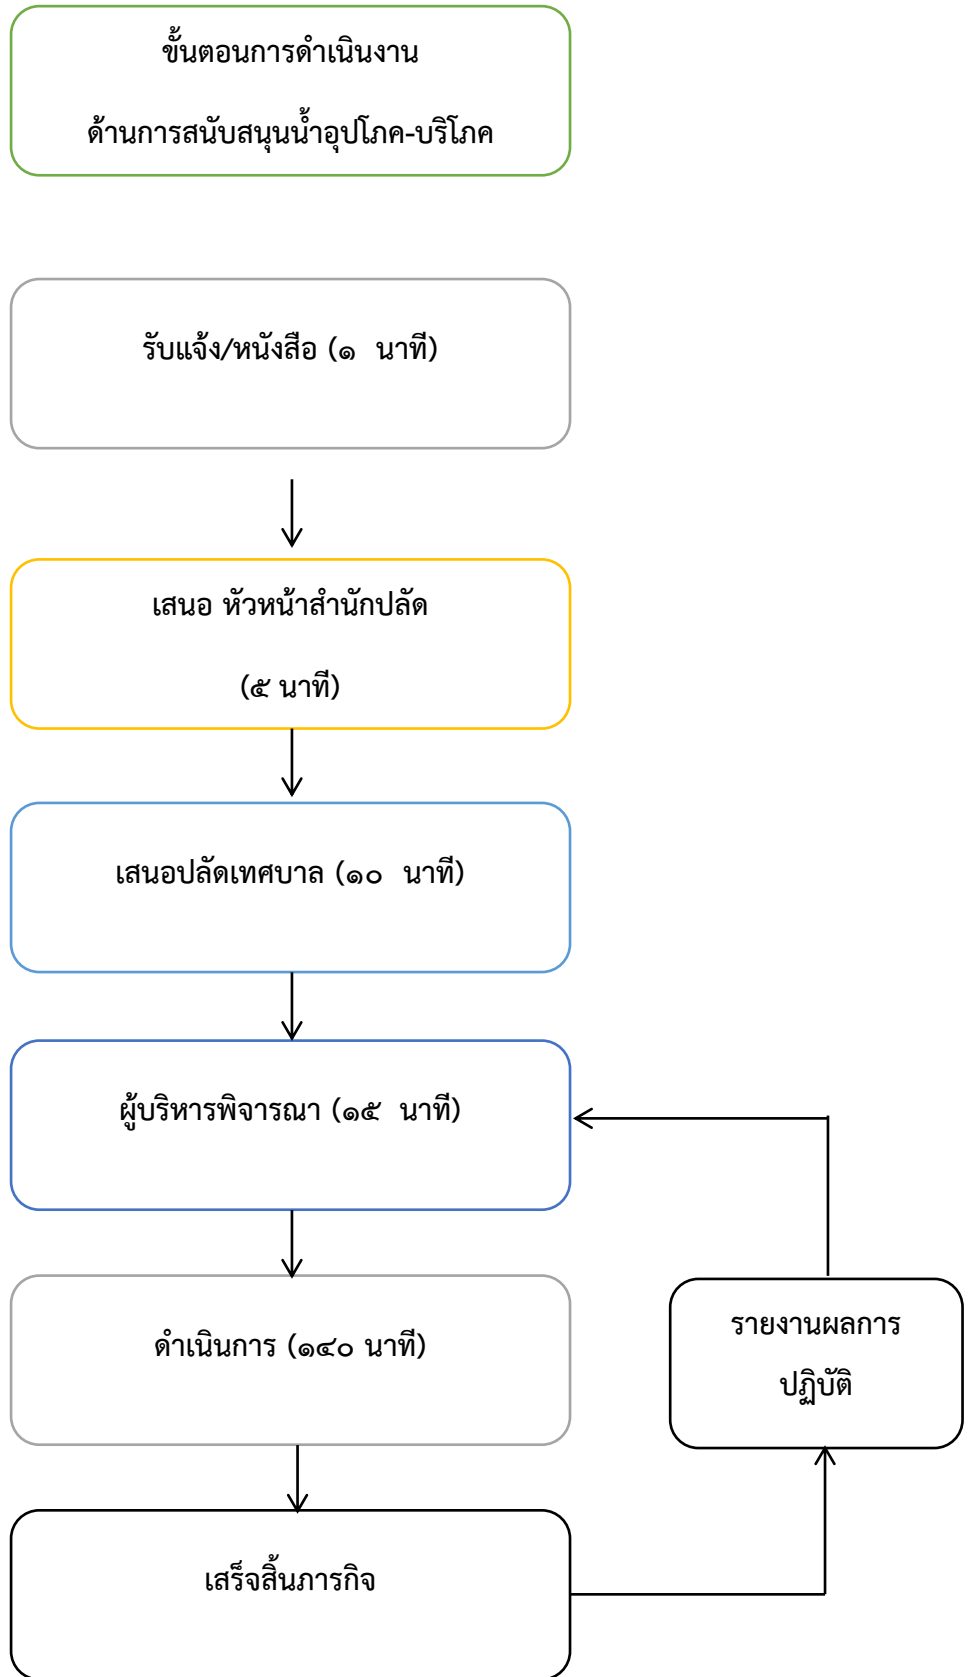 ขั้นตอนการดำเนินงาน
ด้านการสนับสนุนน้ำอุปโภค-บริโภค
รับแจ้ง/หนังสือ (๑  นาที)
เสนอ หัวหน้าสำนักปลัด
(๕ นาที)
เสนอปลัดเทศบาล (๑๐  นาที)
ผู้บริหารพิจารณา (๑๕  นาที)
ดำเนินการ (๑๔๐ นาที)
รายงานผลการ
ปฏิบัติ
เสร็จสิ้นภารกิจ